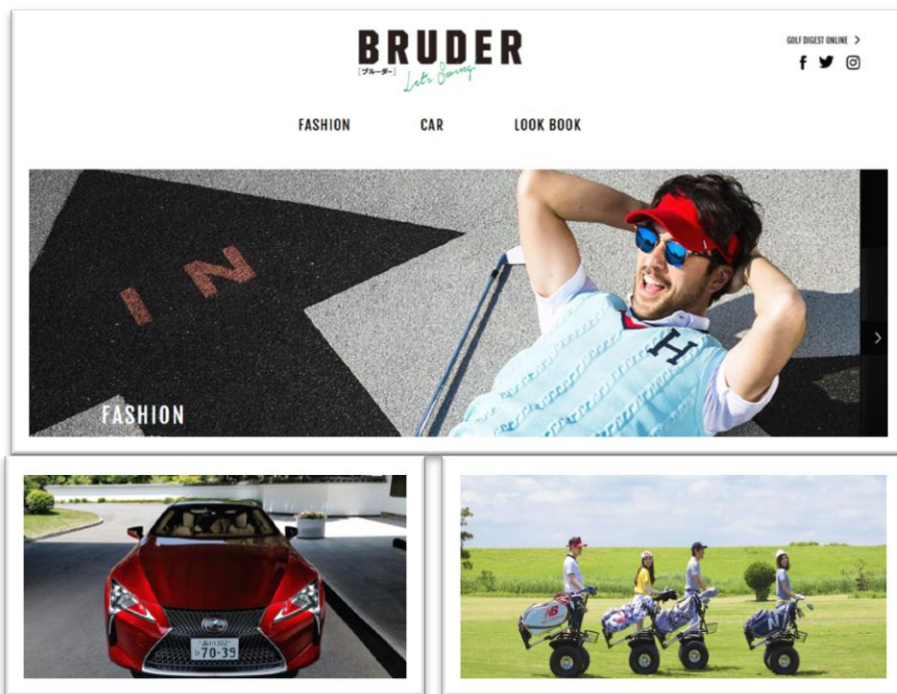 BRUDER
GOLF DIGEST ONLINE
[ブルーダー]
Let's Swing
FASHION
CAR
LOOK BOOK
IN
H
FASHION
70-39